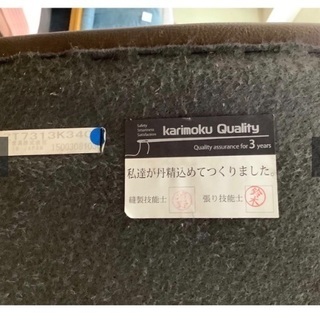 T7313K34
karimoku Quality
Quality assurance for 3 years
私達が丹精込めてつくりました。
縫製技能士 張り技能士